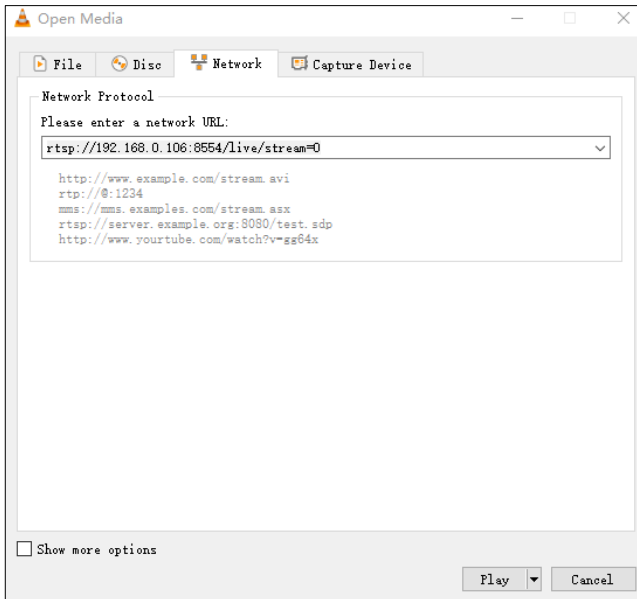 Open Media
File Disc Network Capture Device
Network Protocol
Please enter a network URL:
rtsp://192.168.0.106:8554/live/stream=0
http://www.example.com/stream.avi
rtp://@:1234
mms://mms.examples.com/stream.asx
rtsp://server.example.org:8080/test.sdp
http://www.yourtube.com/watch?v=gg64x
Show more options
Play Cancel